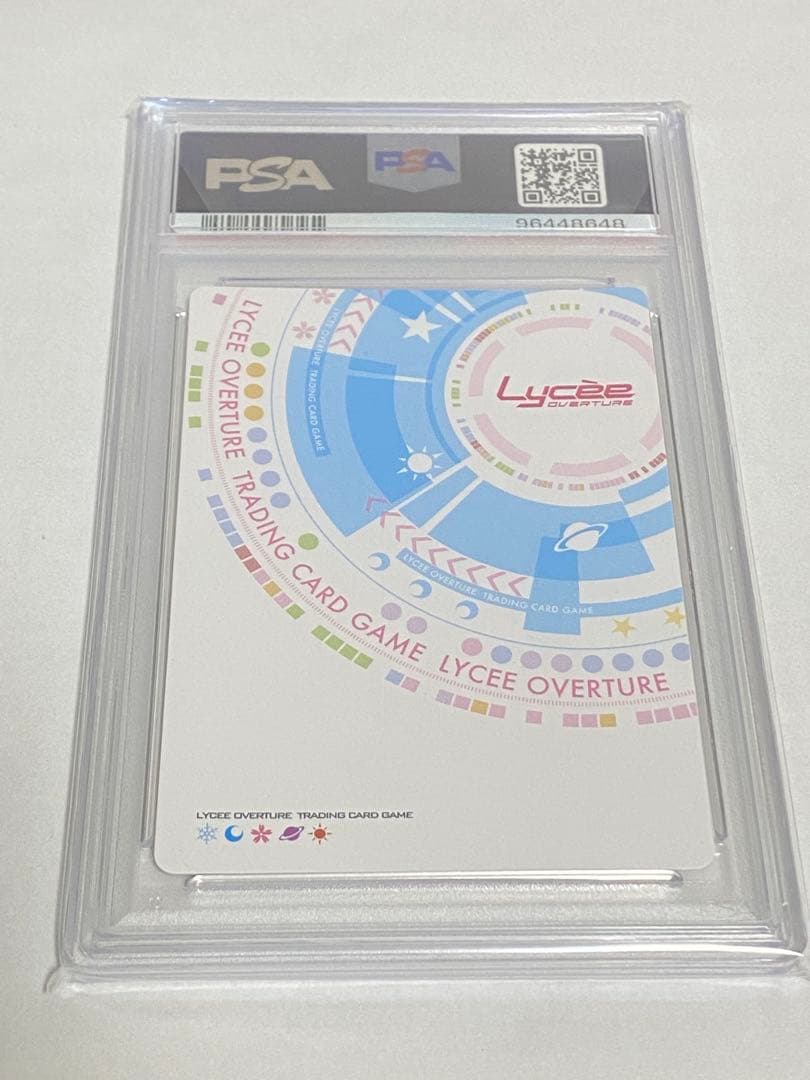 PSA
PSA
96448648
LYCEE OVERTURE TRADING CARD GAME LYCEE OVERTURE
LYCEE OVERTURE TRADING CARD GAME
Lycèe
OVERTURE
LYCEE OVERTURE TRADING CARD GAME
LYCEE OVERTURE TRADING CARD GAME